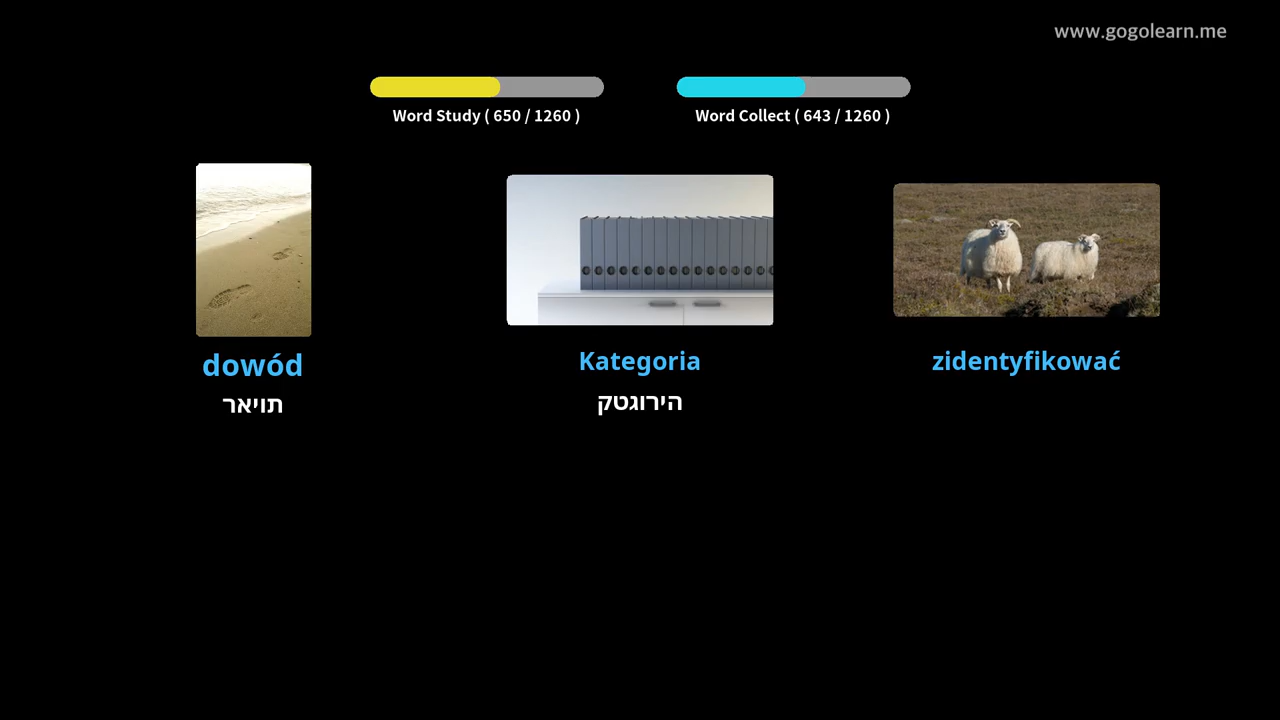 www.gogolearn.me
Word Study ( 650 / 1260 )
Word Collect ( 643 / 1260 )
dowód
תויאר
Kategoria
הירוגטק
zidentyfikować